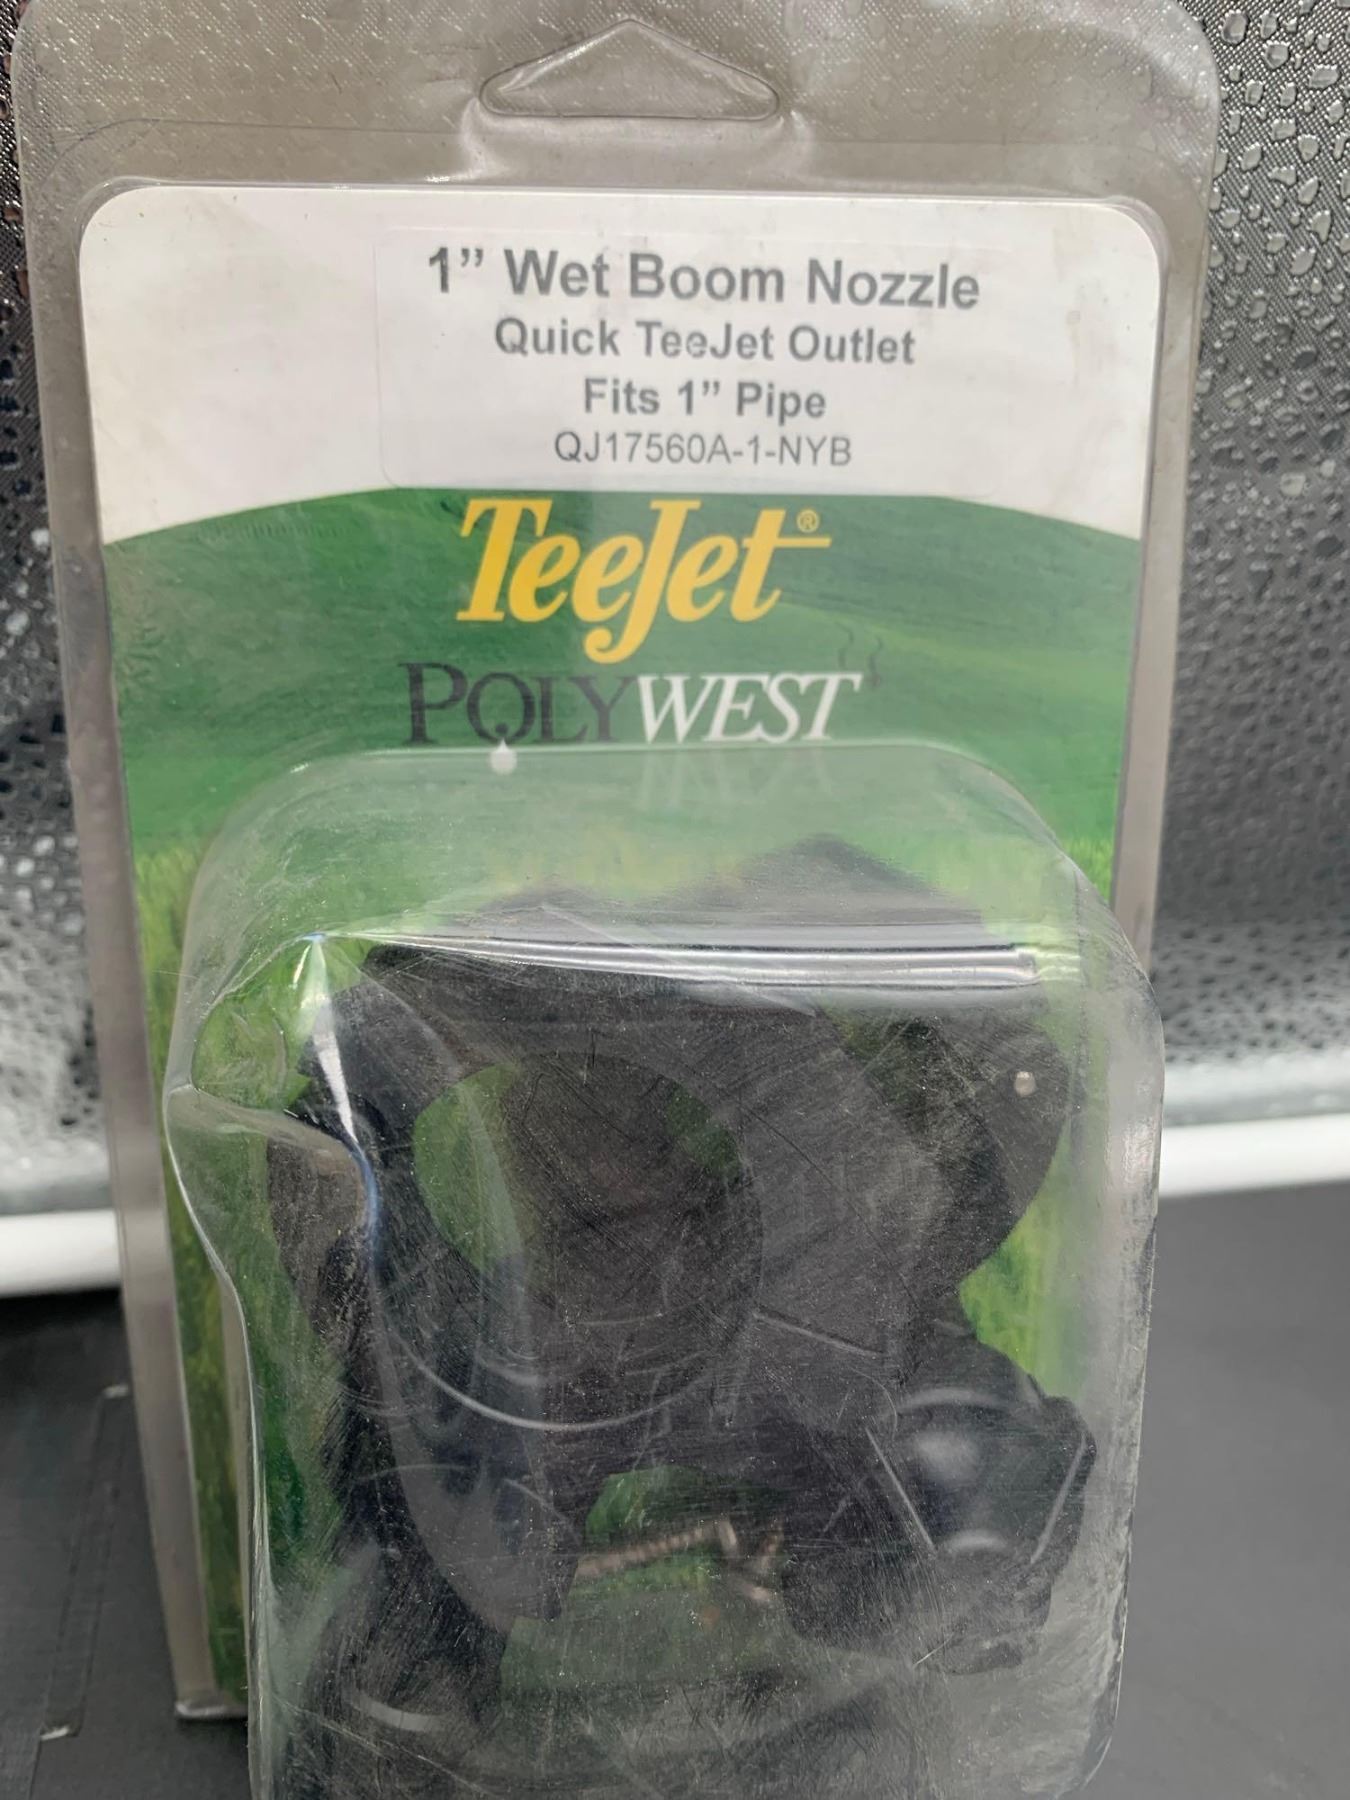 1” Wet Boom Nozzle
Quick TeeJet Outlet
Fits 1” Pipe
QJ17560A-1-NYB
TeeJet®
POLYWEST